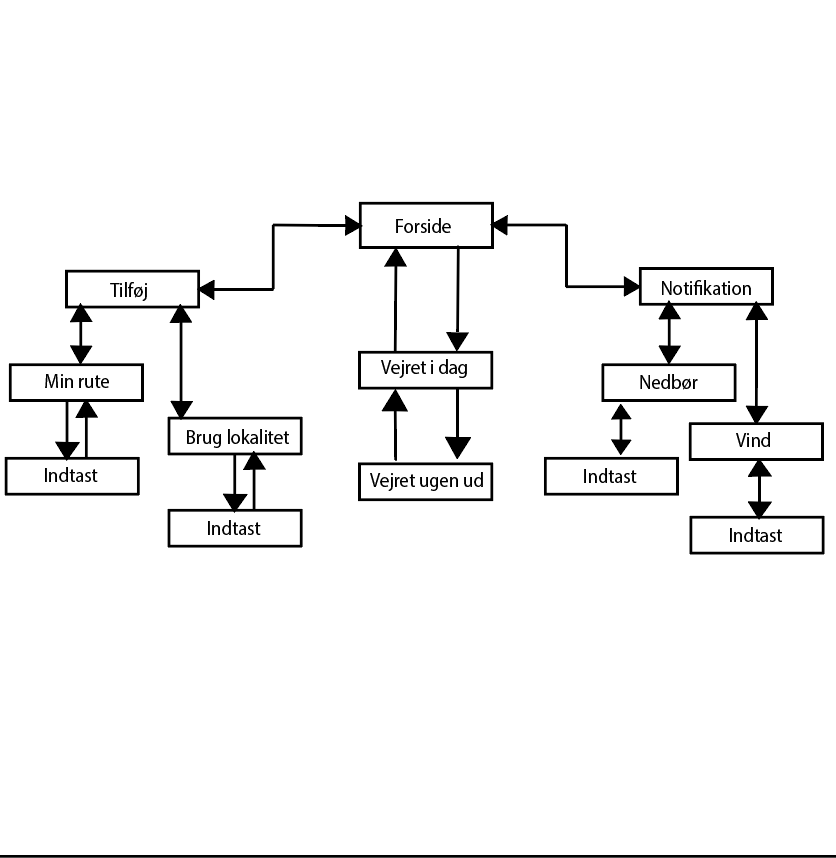 Forside
Tilføj
Notifikation
Vejret i dag
Min rute
Nedbør
Brug lokalitet
Vind
Indtast
Vejret ugen ud
Indtast
Indtast
Indtast